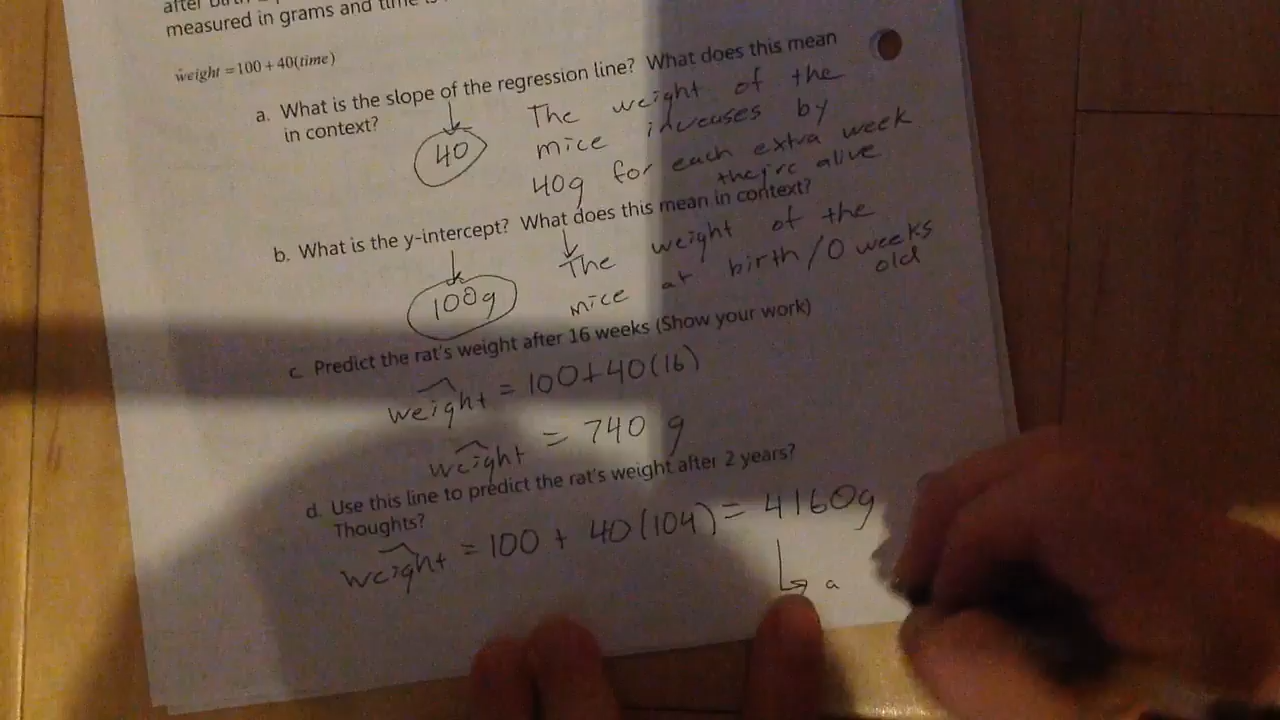 after
measured in grams and time
weight = 100 + 40(time)
a. What is the slope of the regression line? What does this mean
in context?
40
The weight of the
mice increases by
40g for each extra week
they're alive
b. What is the y-intercept? What does this mean in context?
100g
The weight of the
mice at birth / 0 weeks
old
c. Predict the rat's weight after 16 weeks (Show your work)
weight = 100 + 40(16)
weight = 740 g
d. Use this line to predict the rat's weight after 2 years?
Thoughts?
weight = 100 + 40(104) = 4160g
a